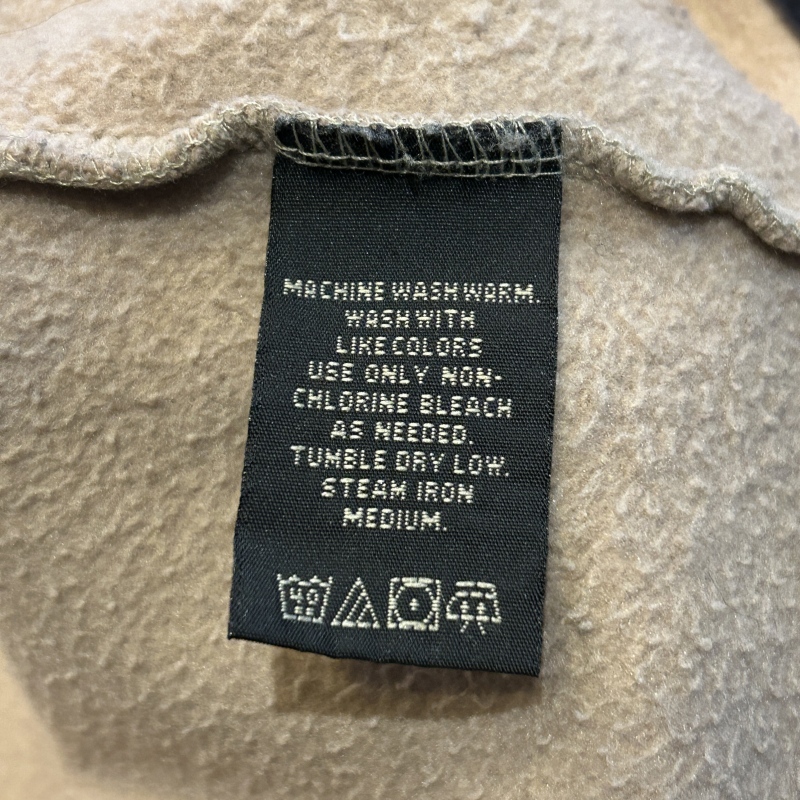 MACHINE WASH WARM.
WASH WITH
LIKE COLORS
USE ONLY NON-
CHLORINE BLEACH
AS NEEDED.
TUMBLE DRY LOW.
STEAM IRON
MEDIUM.
40